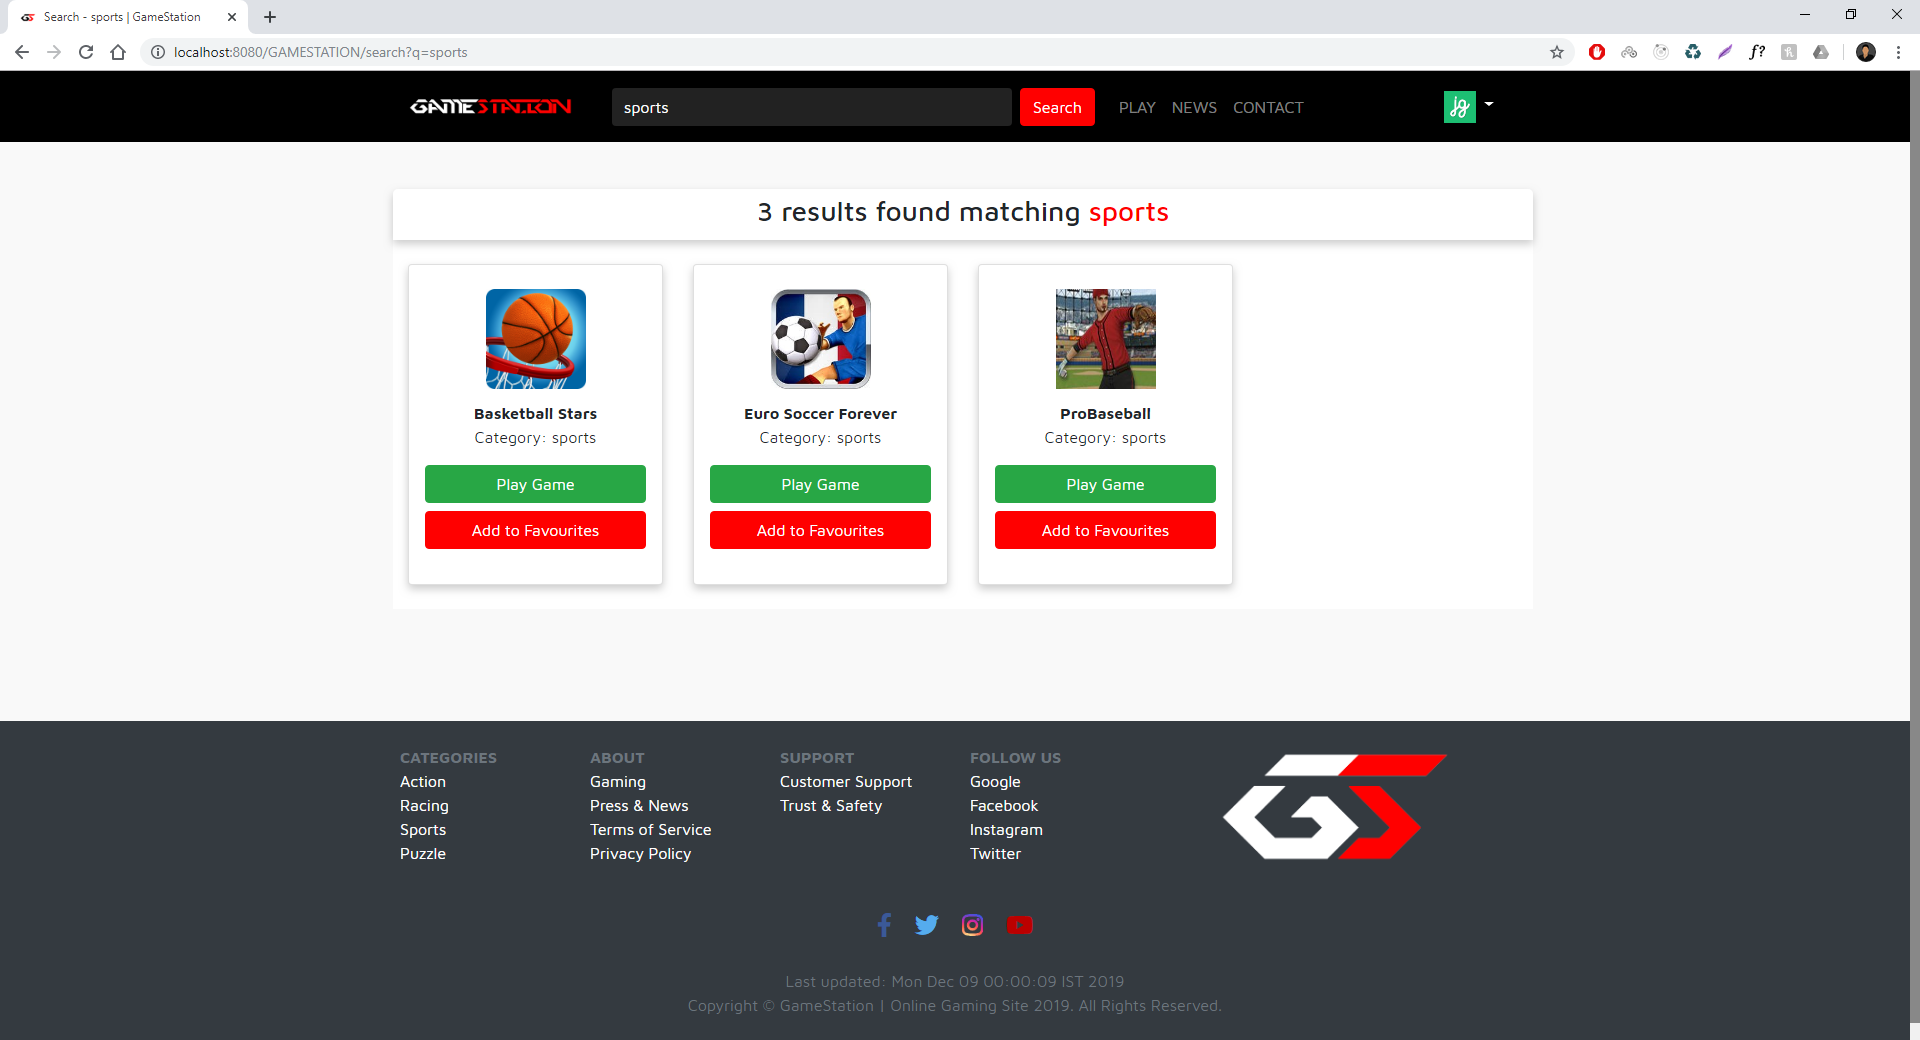 Search - sports | GameStation
localhost:8080/GAMESTATION/search?q=sports
f?
GAMESTATION
sports
Search
PLAY NEWS CONTACT
jg
3 results found matching sports
Basketball Stars
Category: sports
Play Game
Add to Favourites
Euro Soccer Forever
Category: sports
Play Game
Add to Favourites
ProBaseball
Category: sports
Play Game
Add to Favourites
CATEGORIES
Action
Racing
Sports
Puzzle
ABOUT
Gaming
Press & News
Terms of Service
Privacy Policy
SUPPORT
Customer Support
Trust & Safety
FOLLOW US
Google
Facebook
Instagram
Twitter
GS
Last updated: Mon Dec 09 00:00:09 IST 2019
Copyright © GameStation | Online Gaming Site 2019. All Rights Reserved.